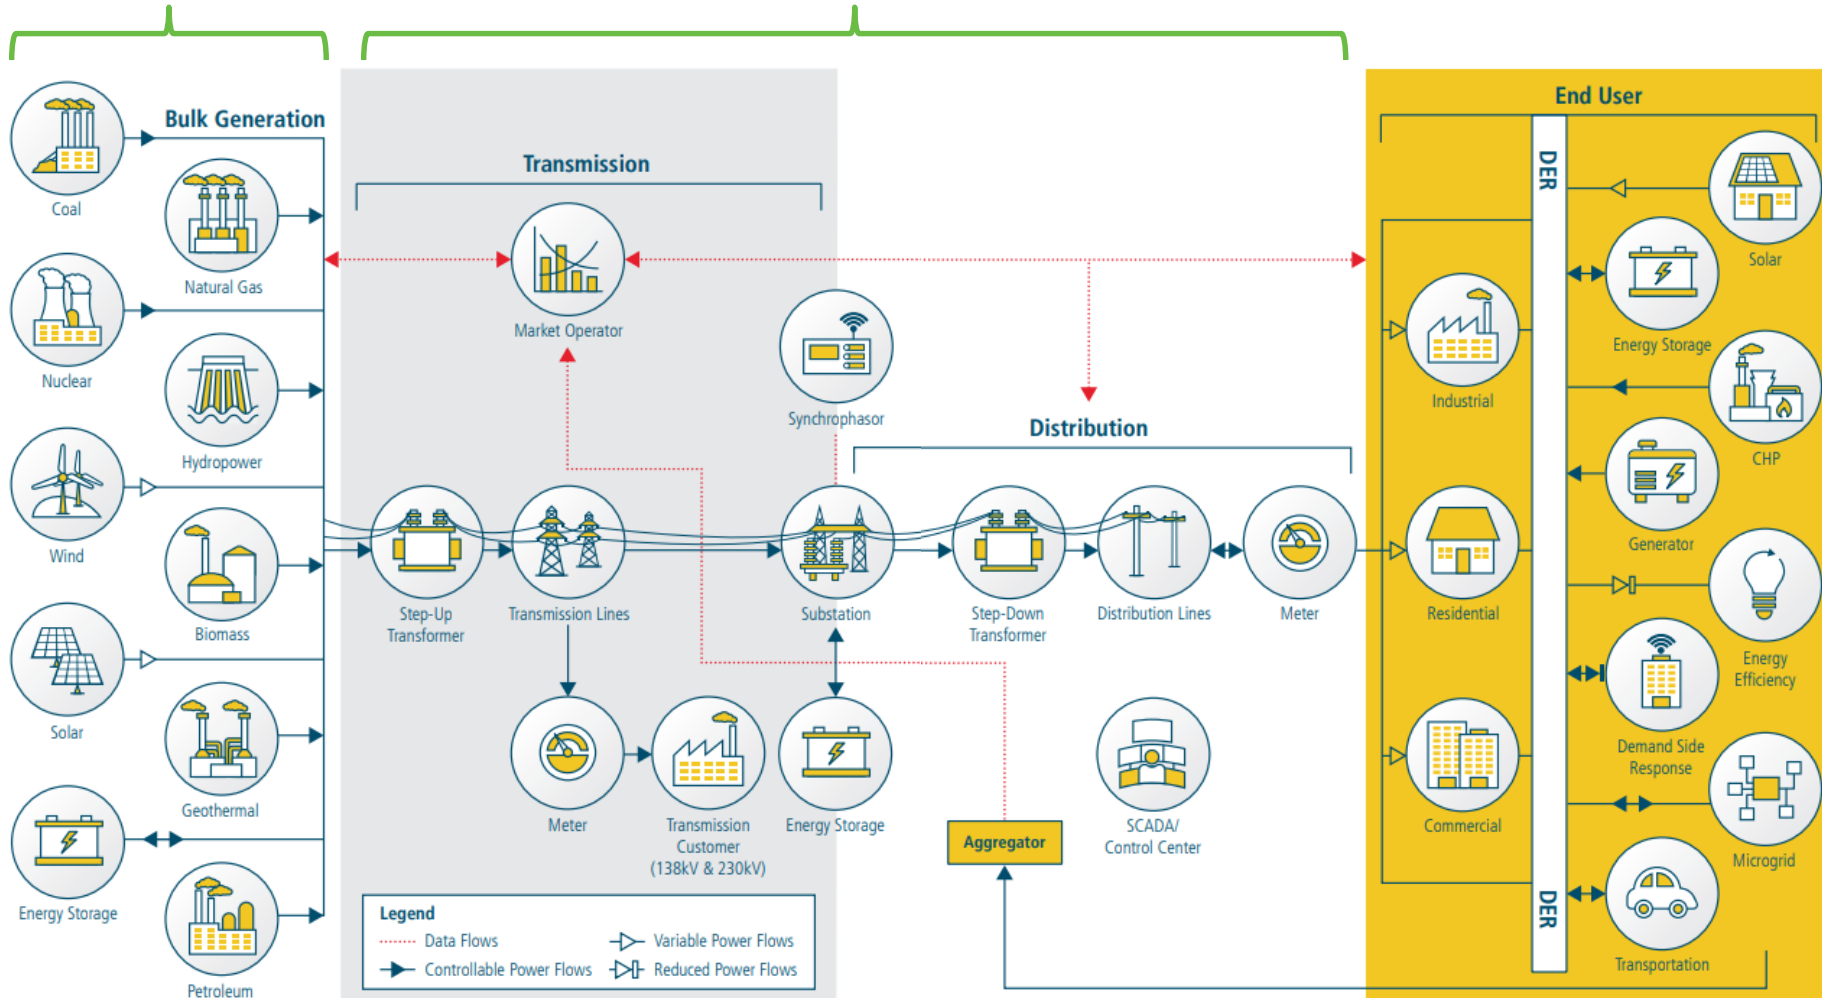 Bulk Generation
Coal
Natural Gas
Nuclear
Hydropower
Wind
Biomass
Solar
Geothermal
Energy Storage
Petroleum
Transmission
Market Operator
Synchrophasor
Step-Up
Transformer
Transmission Lines
Substation
Meter
Transmission
Customer
(138kV & 230kV)
Energy Storage
Legend
Data Flows
Variable Power Flows
Controllable Power Flows
Reduced Power Flows
Distribution
Step-Down
Transformer
Distribution Lines
Meter
Aggregator
SCADA/
Control Center
End User
DER
Industrial
Residential
Commercial
DER
Solar
Energy Storage
CHP
Generator
Energy
Efficiency
Demand Side
Response
Microgrid
Transportation